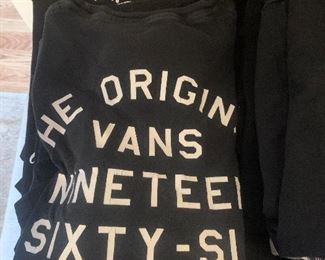 HE ORIGIN
VANS
NINETEE
SIXTY-SI